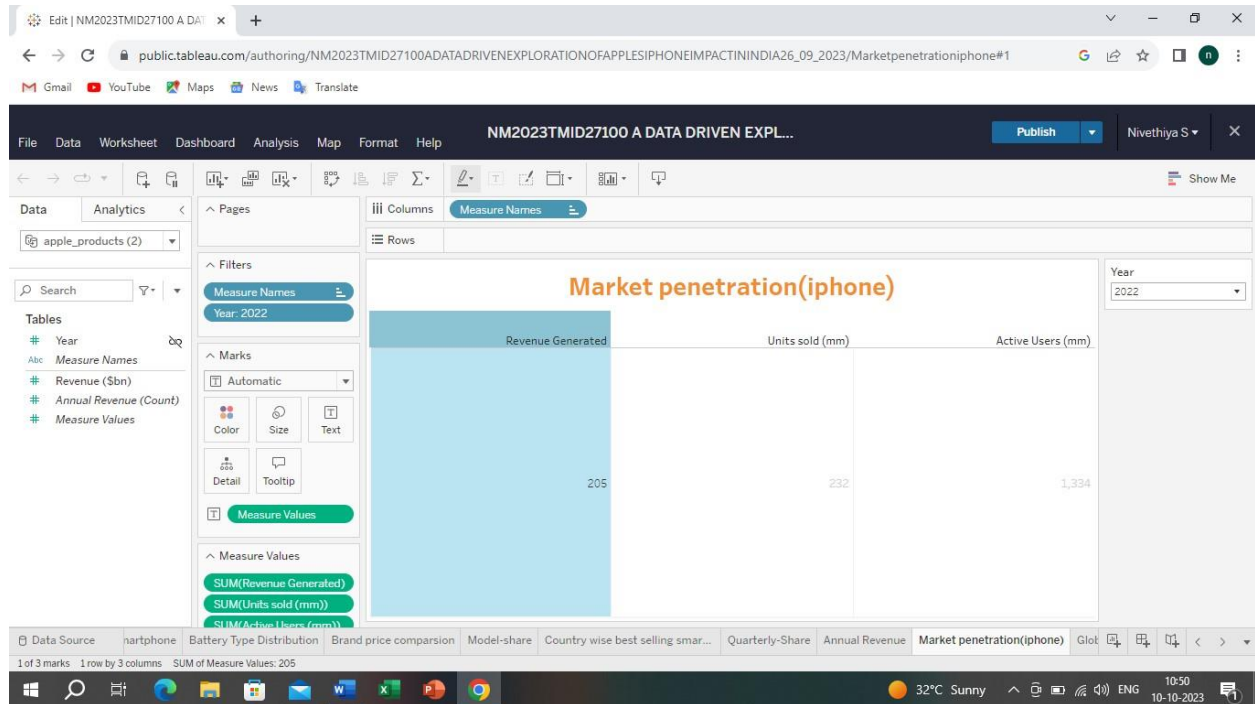 Edit | NM2023TMID27100 A DAT
public.tableau.com/authoring/NM2023TMID27100ADATADRIVENEXPLORATIONOFAPPLESIPHONEIMPACTININDIA26_09_2023/Marketpenetrationiphone#1
Gmail YouTube Maps News Translate
NM2023TMID27100 A DATA DRIVEN EXPL...
Publish
Nivethiya S
File Data Worksheet Dashboard Analysis Map Format Help
Show Me
Data Analytics
apple_products (2)
Search
Tables
Year
Abc Measure Names
Revenue ($bn)
Annual Revenue (Count)
Measure Values
Pages
Filters
Measure Names
Year: 2022
Marks
Automatic
Color Size Text
Detail Tooltip
Measure Values
Measure Values
SUM(Revenue Generated)
SUM(Units sold (mm))
SUM(Active Users (mm))
Columns Measure Names
Rows
Market penetration(iphone)
Revenue Generated Units sold (mm) Active Users (mm)
205 232 1,334
Year
2022
Data Source nartphone Battery Type Distribution Brand price comparsion Model-share Country wise best selling smar... Quarterly-Share Annual Revenue Market penetration(iphone) Glob
1 of 3 marks 1 row by 3 columns SUM of Measure Values: 205
32°C Sunny ENG 10:50
10-10-2023